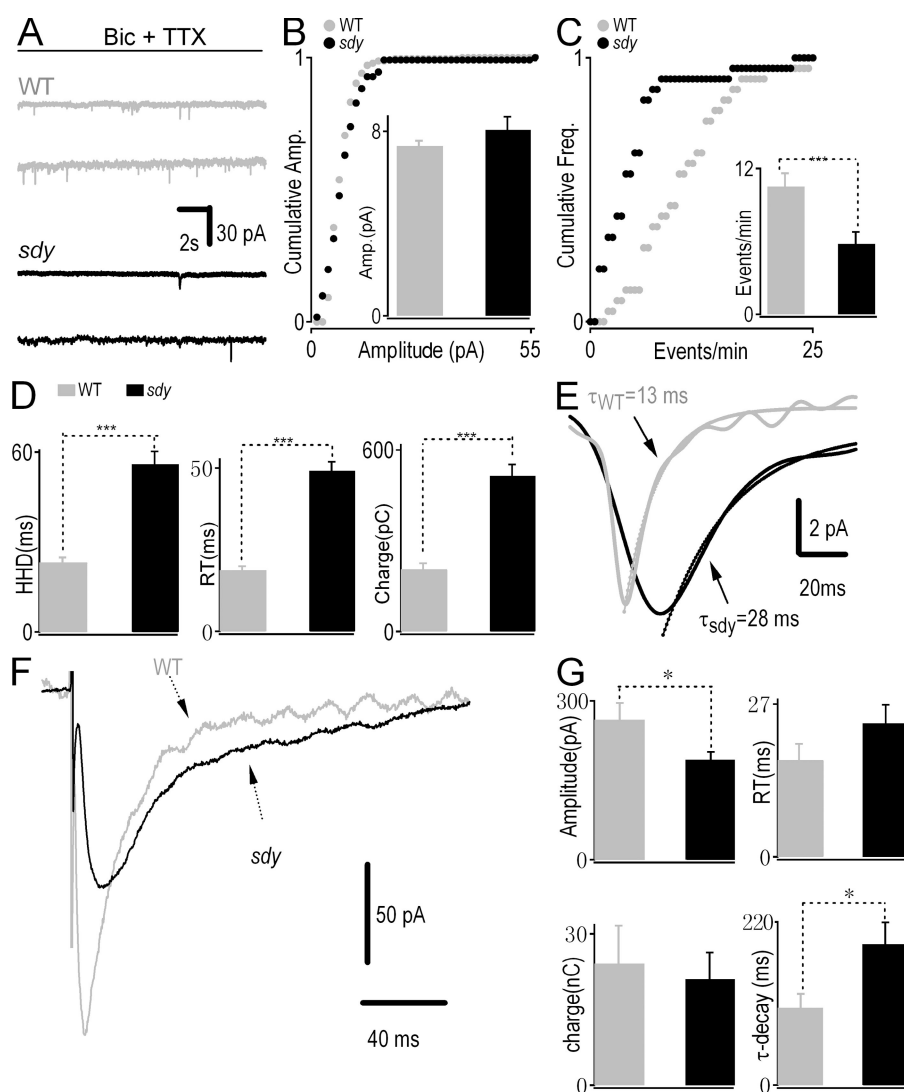 A
Bic + TTX
WT
2s
30 pA
sdy
B
WT
sdy
1
Cumulative Amp.
0
0
Amplitude (pA)
55
8
Amp.(pA)
0
C
WT
sdy
1
Cumulative Freq.
0
0
Events/min
25
12
***
Events/min
0
D
WT
sdy
60
***
HHD(ms)
0
50
***
RT(ms)
0
600
***
Charge(pC)
0
E
τWT=13 ms
2 pA
20ms
τsdy=28 ms
F
WT
sdy
50 pA
40 ms
G
300
*
Amplitude(pA)
0
27
RT(ms)
0
30
charge(nC)
0
220
*
τ-decay (ms)
0